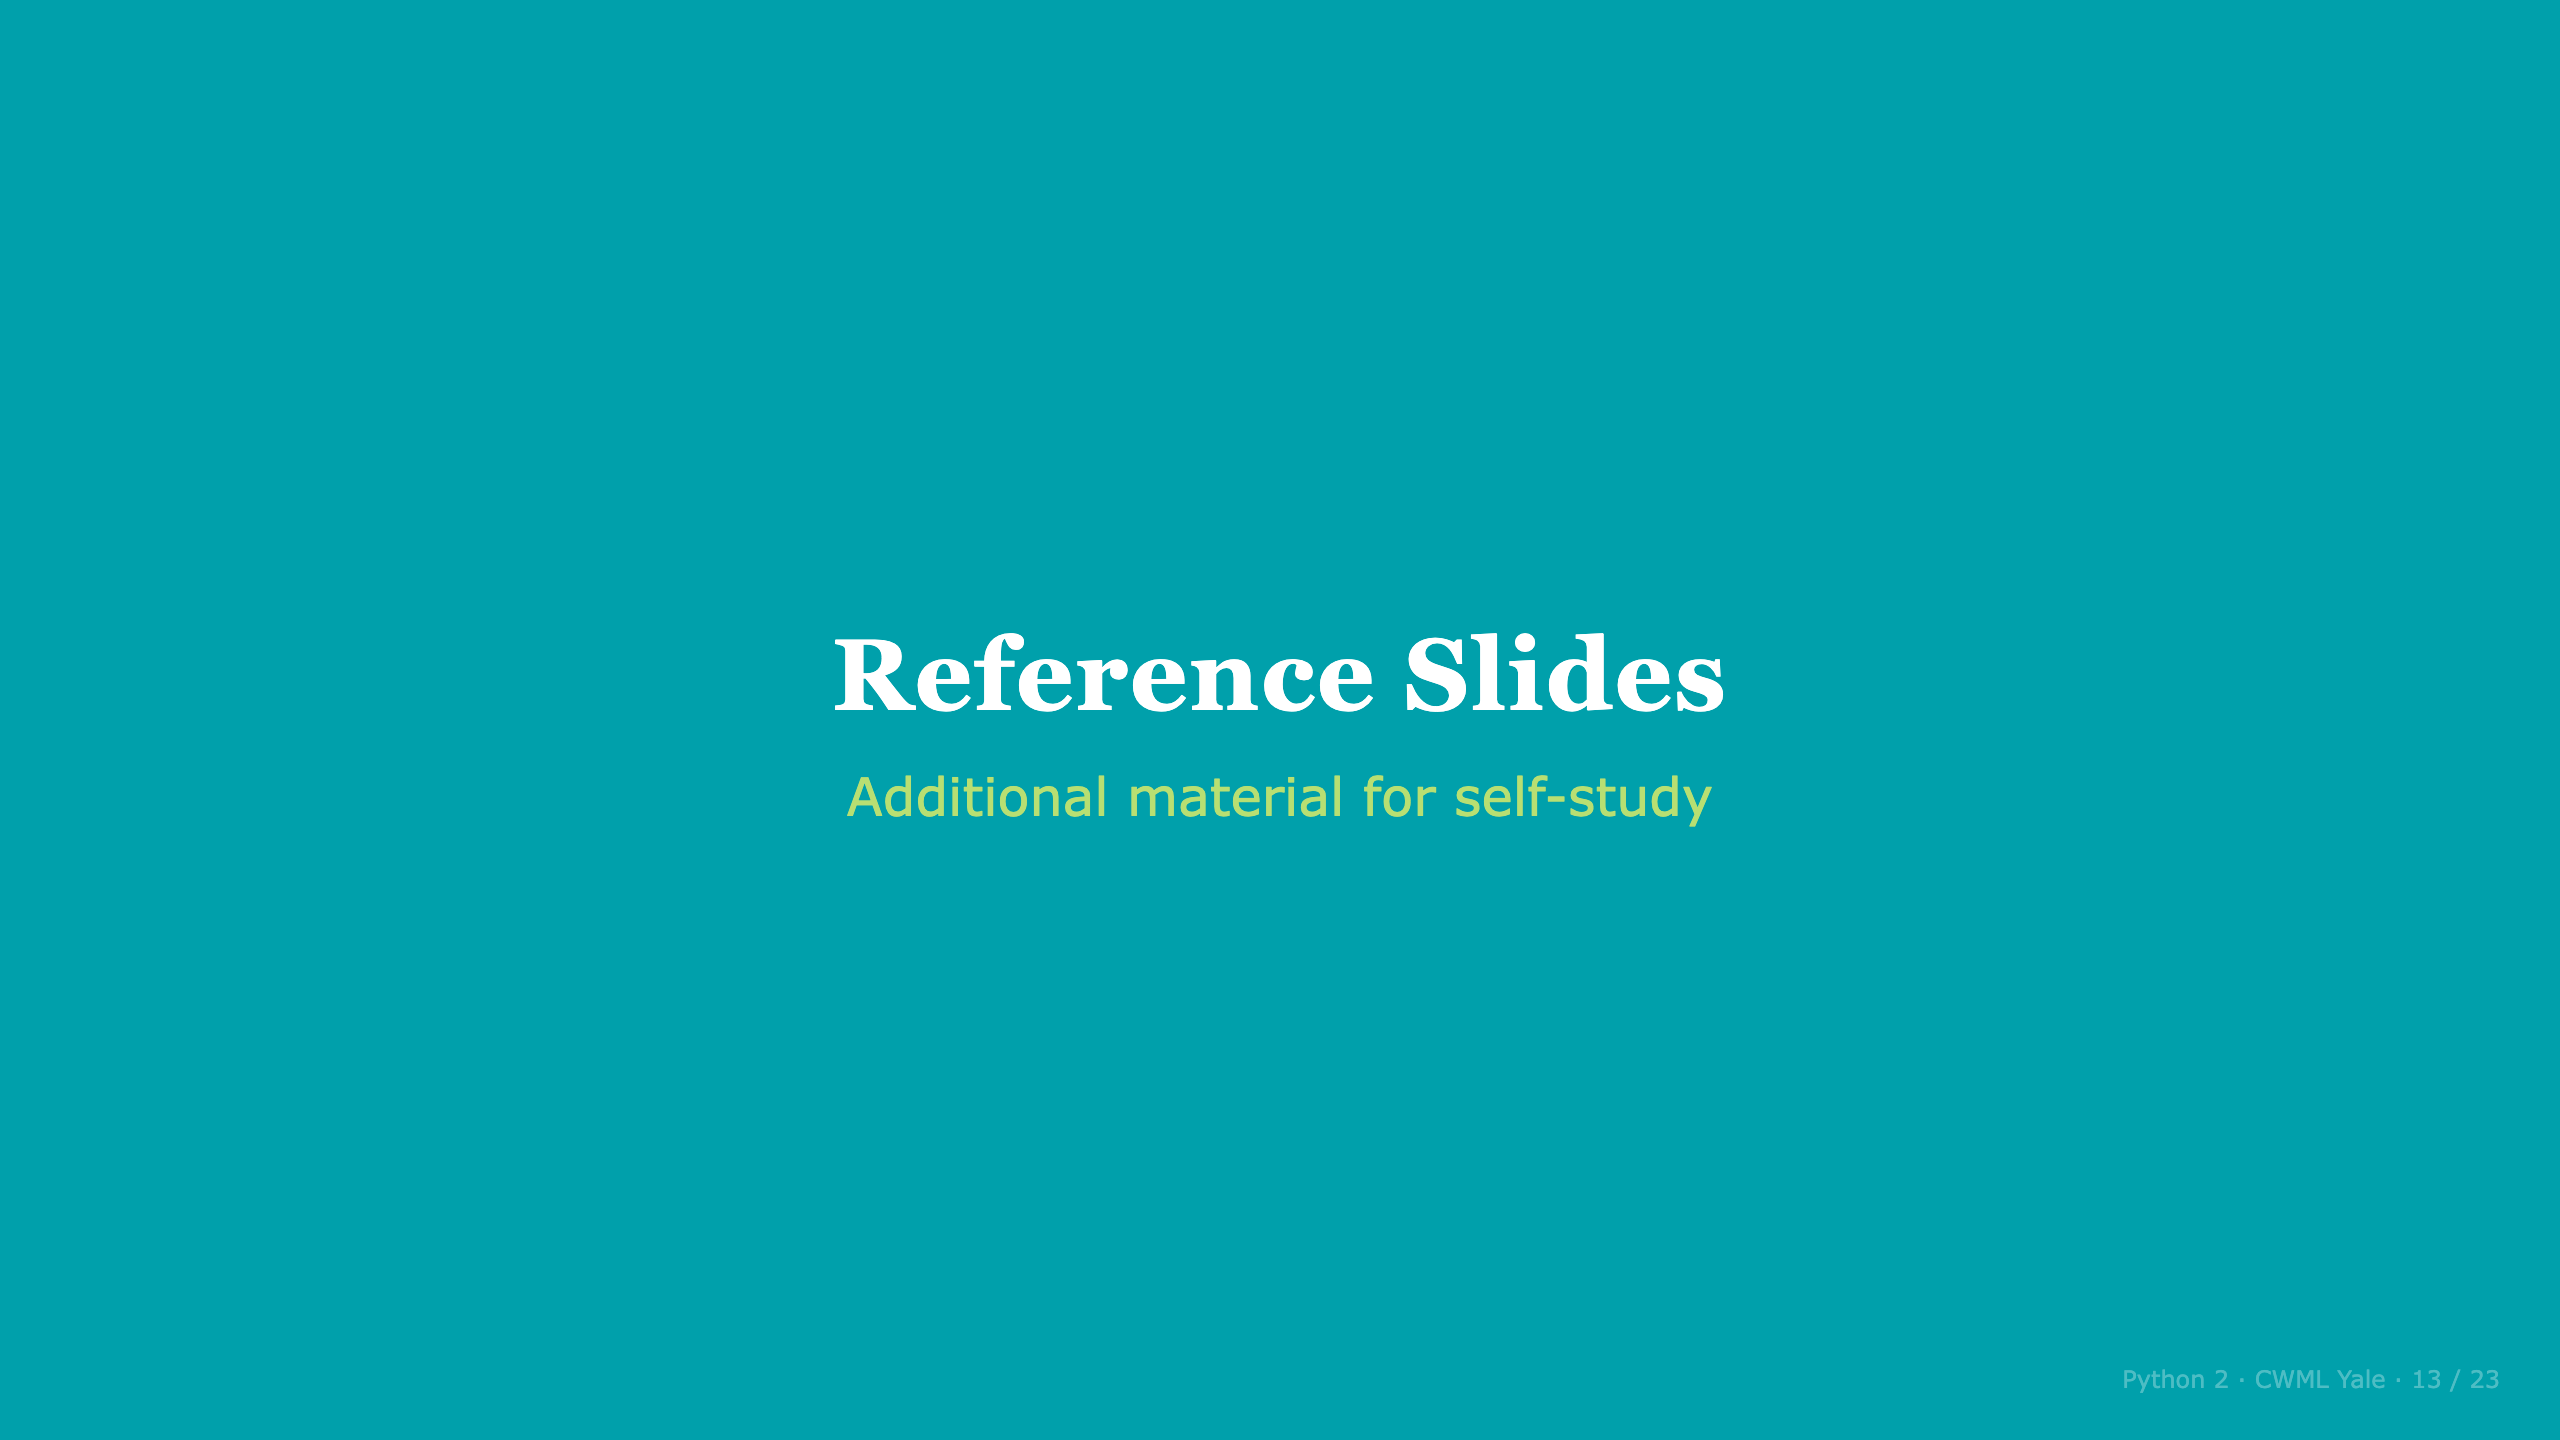 Reference Slides
Additional material for self-study
Python 2 · CWML Yale · 13 / 23